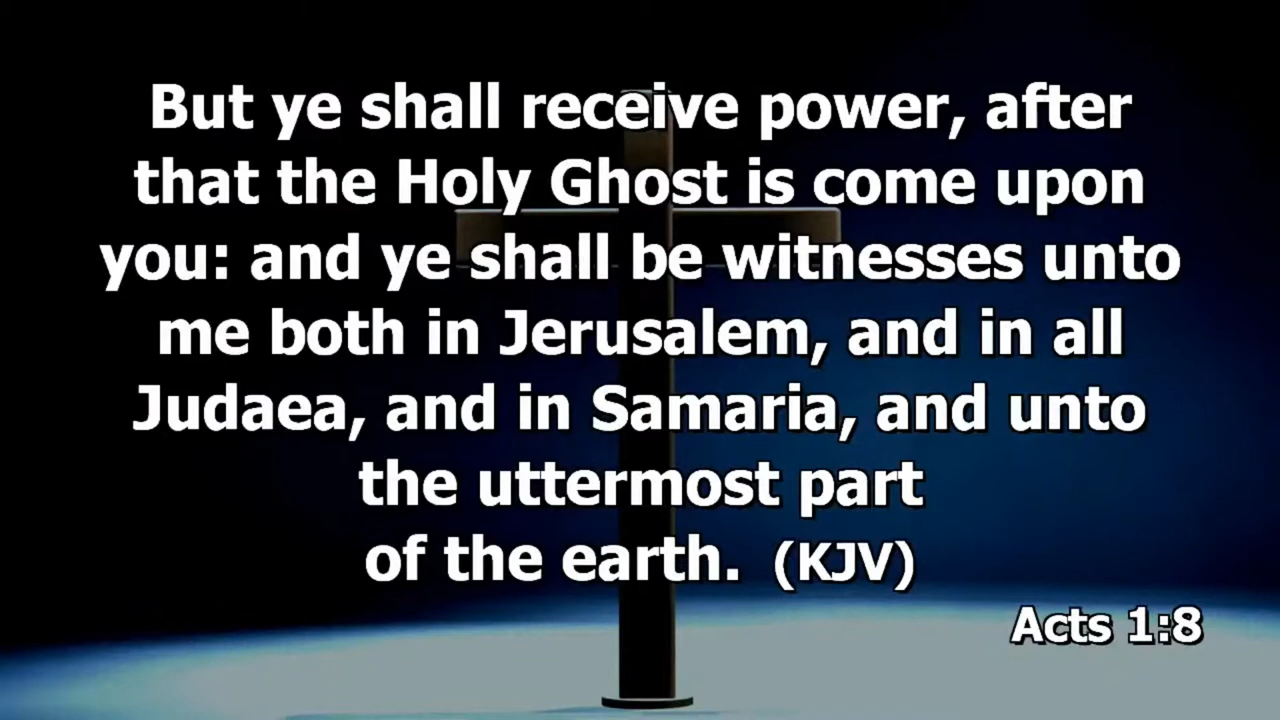 But ye shall receive power, after
that the Holy Ghost is come upon
you: and ye shall be witnesses unto
me both in Jerusalem, and in all
Judaea, and in Samaria, and unto
the uttermost part
of the earth. (KJV)
Acts 1:8